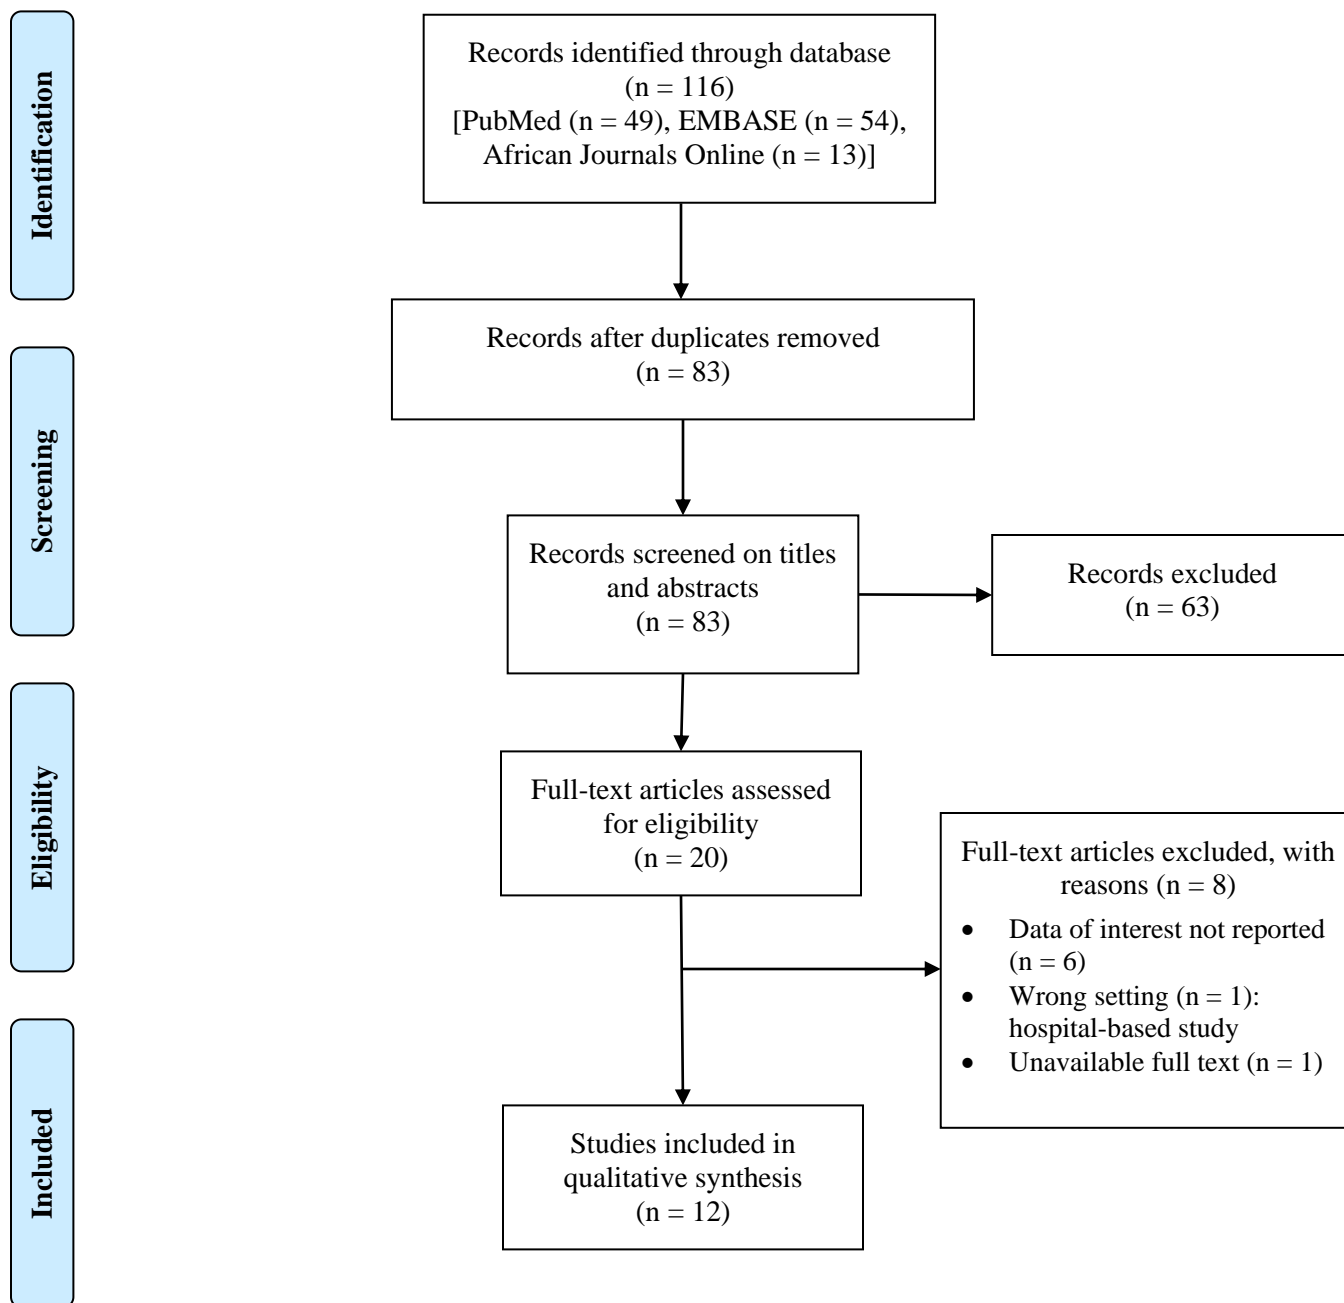 Identification
Records identified through database
(n = 116)
[PubMed (n = 49), EMBASE (n = 54),
African Journals Online (n = 13)]
Records after duplicates removed
(n = 83)
Screening
Records screened on titles
and abstracts
(n = 83)
Records excluded
(n = 63)
Eligibility
Full-text articles assessed
for eligibility
(n = 20)
Full-text articles excluded, with
reasons (n = 8)
• Data of interest not reported
(n = 6)
• Wrong setting (n = 1):
hospital-based study
• Unavailable full text (n = 1)
Included
Studies included in
qualitative synthesis
(n = 12)